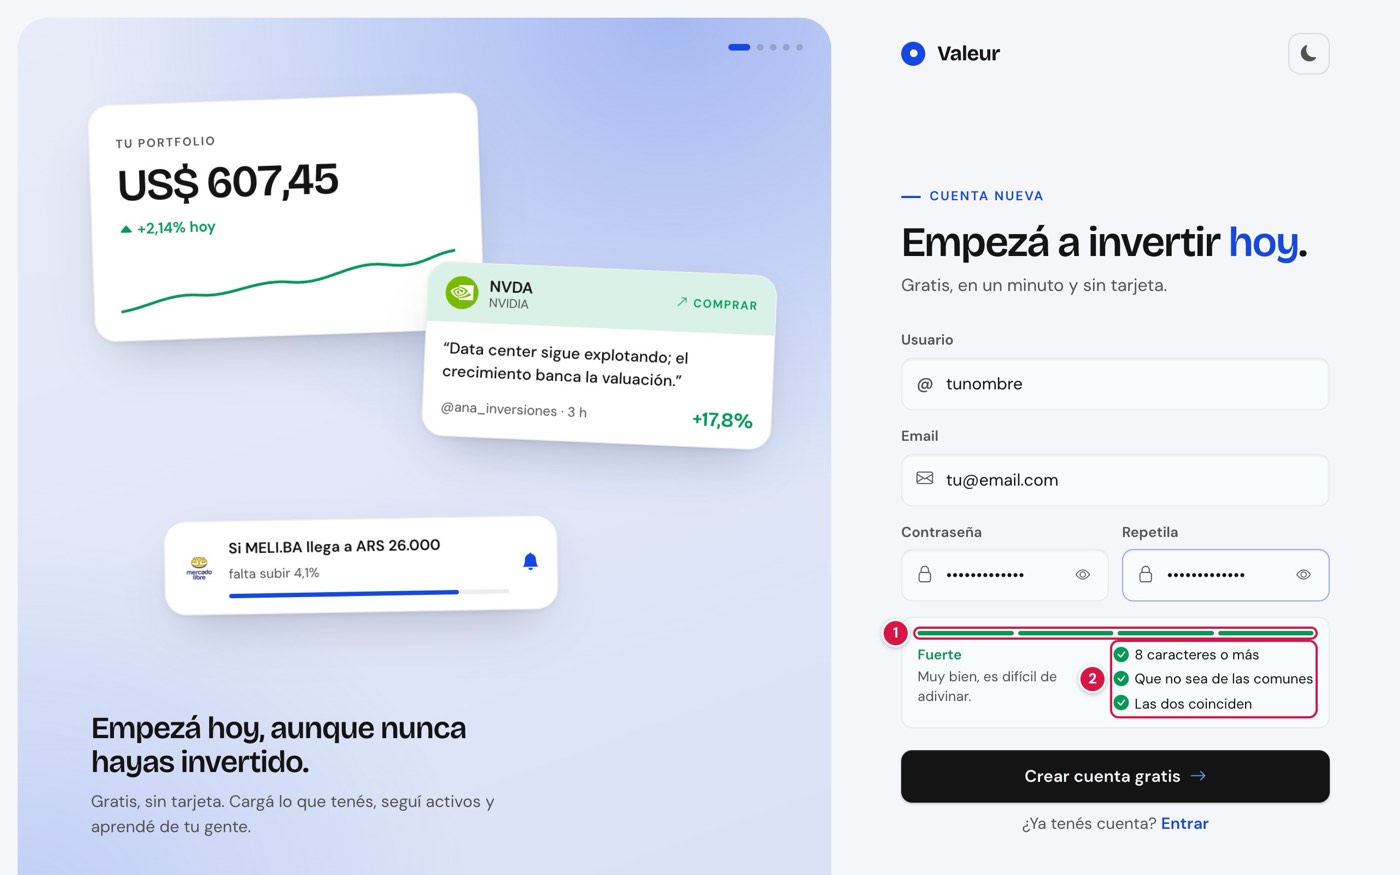 TU PORTFOLIO
US$ 607,45
+2,14% hoy
NVDA
NVIDIA
COMPRAR
“Data center sigue explotando; el
crecimiento banca la valuación.”
@ana_inversiones · 3 h
+17,8%
mercado
libre
Si MELI.BA llega a ARS 26.000
falta subir 4,1%
Empezá hoy, aunque nunca
hayas invertido.
Gratis, sin tarjeta. Cargá lo que tenés, seguí activos y
aprendé de tu gente.
Valeur
CUENTA NUEVA
Empezá a invertir hoy.
Gratis, en un minuto y sin tarjeta.
Usuario
@ tunombre
Email
tu@email.com
Contraseña
Repetila
•••••••••••••
•••••••••••••
1
Fuerte
Muy bien, es difícil de
adivinar.
2
8 caracteres o más
Que no sea de las comunes
Las dos coinciden
Crear cuenta gratis →
¿Ya tenés cuenta? Entrar